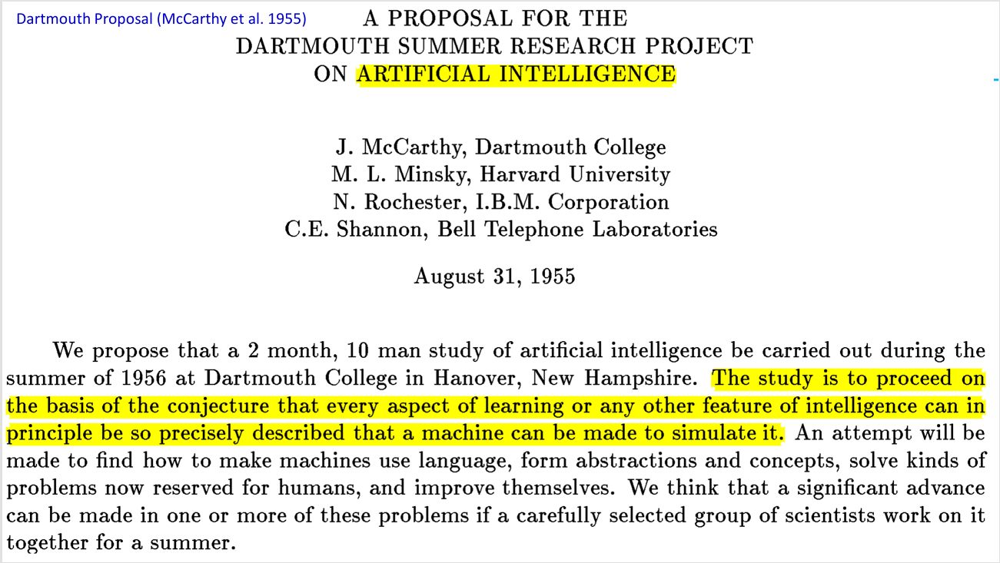 Dartmouth Proposal (McCarthy et al. 1955)
A PROPOSAL FOR THE
DARTMOUTH SUMMER RESEARCH PROJECT
ON ARTIFICIAL INTELLIGENCE
J. McCarthy, Dartmouth College
M. L. Minsky, Harvard University
N. Rochester, I.B.M. Corporation
C.E. Shannon, Bell Telephone Laboratories
August 31, 1955
We propose that a 2 month, 10 man study of artificial intelligence be carried out during the
summer of 1956 at Dartmouth College in Hanover, New Hampshire. The study is to proceed on
the basis of the conjecture that every aspect of learning or any other feature of intelligence can in
principle be so precisely described that a machine can be made to simulate it. An attempt will be
made to find how to make machines use language, form abstractions and concepts, solve kinds of
problems now reserved for humans, and improve themselves. We think that a significant advance
can be made in one or more of these problems if a carefully selected group of scientists work on it
together for a summer.